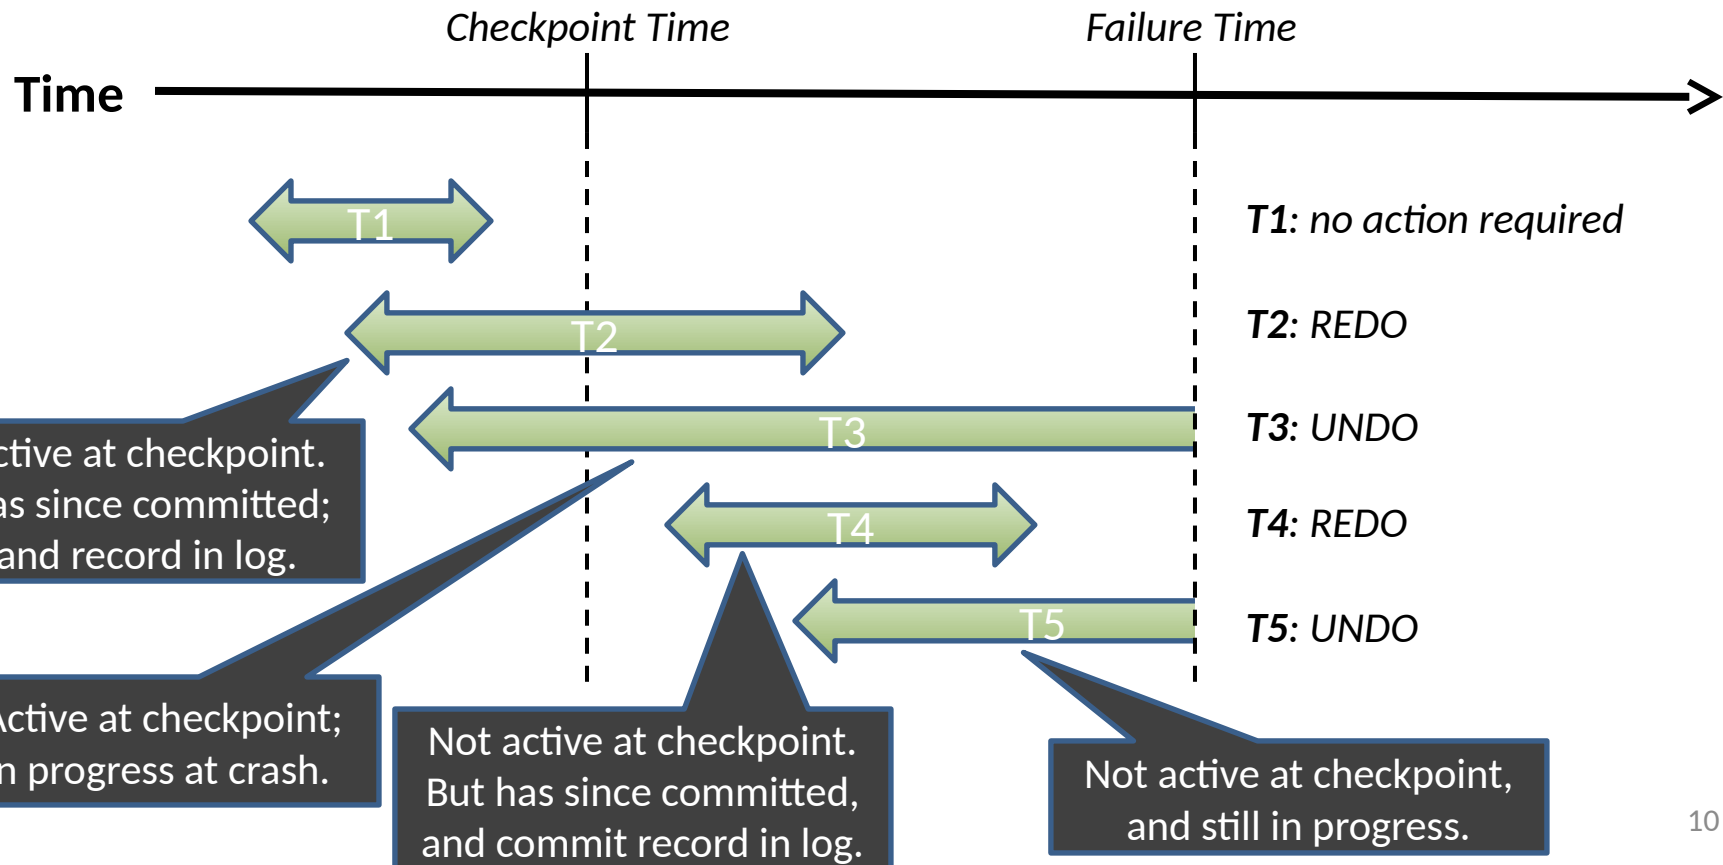 Checkpoint Time
Failure Time
Time
T1
T1: no action required
T2
T2: REDO
T3
T3: UNDO
ctive at checkpoint.
as since committed;
and record in log.
T4
T4: REDO
T5
T5: UNDO
Active at checkpoint;
n progress at crash.
Not active at checkpoint.
But has since committed,
and commit record in log.
Not active at checkpoint,
and still in progress.
10